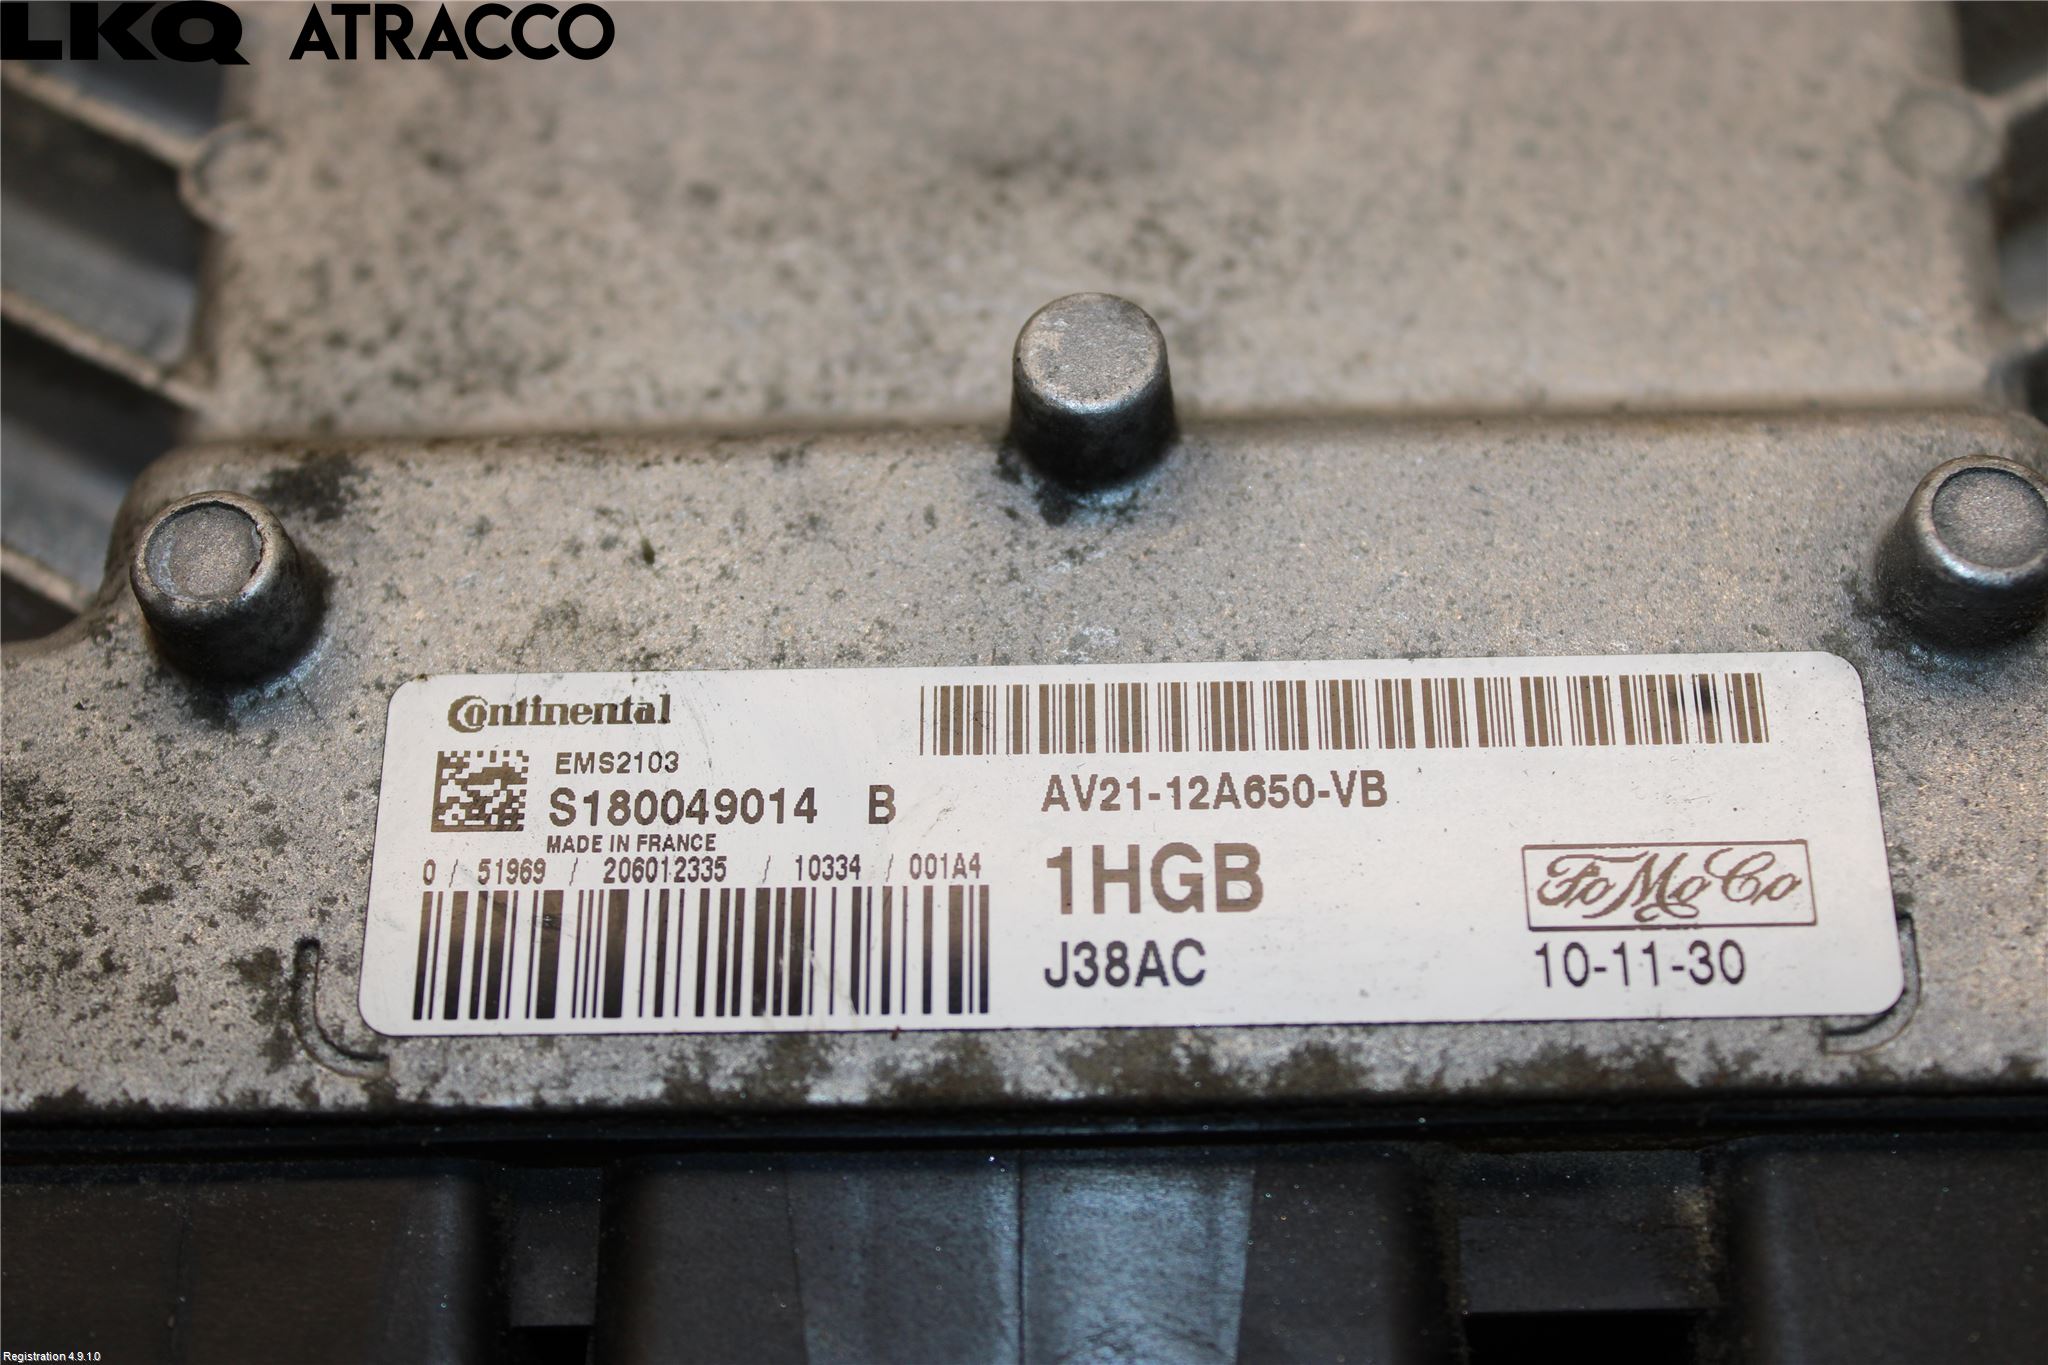 LKQ ATRACCO
Continental
EMS2103
S180049014 B
MADE IN FRANCE
0 / 51969 / 206012335 / 10334 / 001A4
AV21-12A650-VB
1HGB
J38AC
FoMoCo
10-11-30
Registration 4.9.1.0